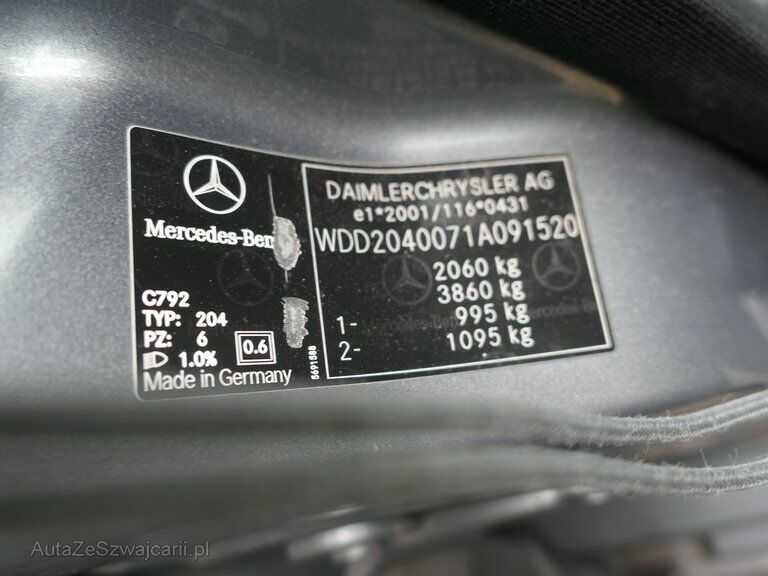 Mercedes-Ben
C792
TYP: 204
PZ: 6
1.0%
0.6
Made in Germany
5691588
DAIMLERCHRYSLER AG
e1*2001/116*0431
WDD2040071A091520
2060 kg
3860 kg
1- 995 kg
2- 1095 kg
AutaZeSzwajcarii.pl